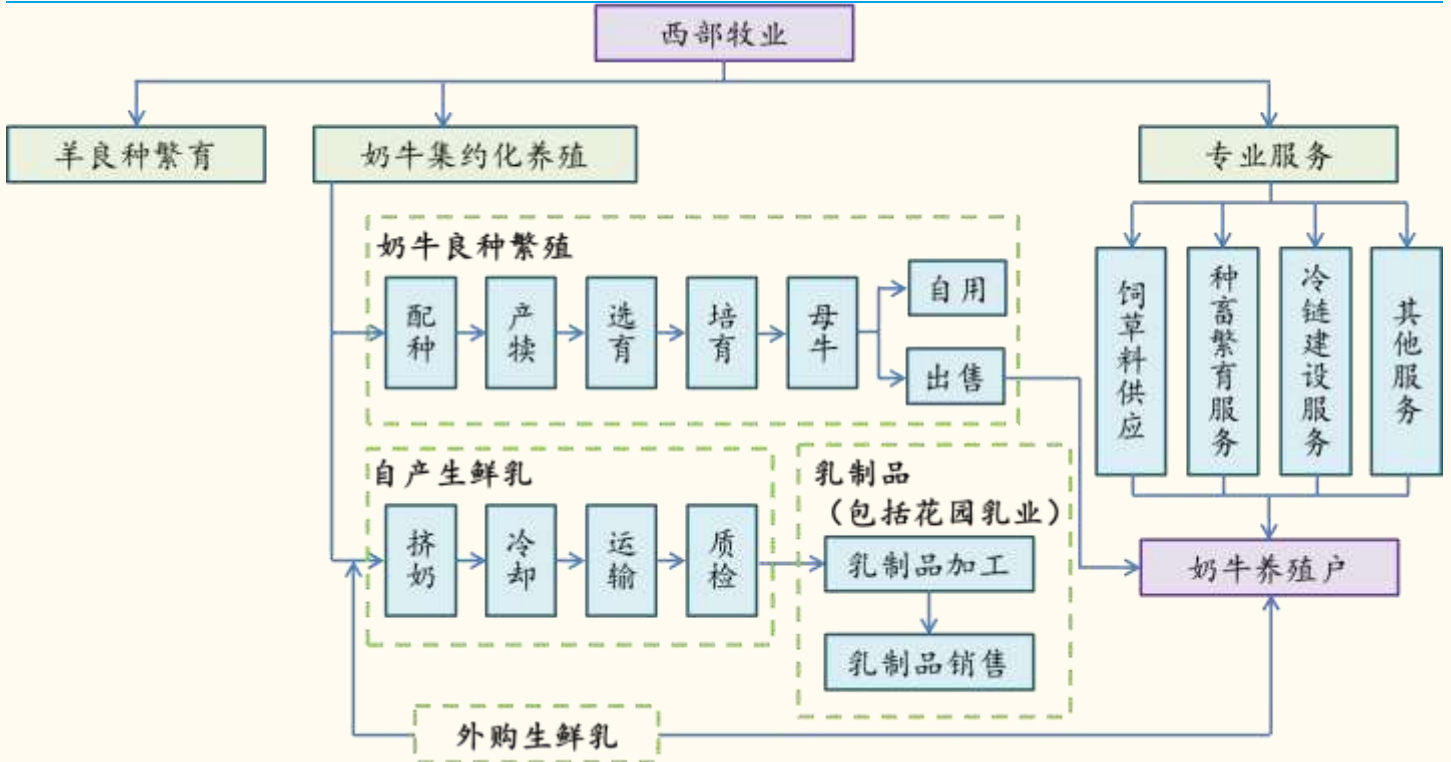 西部牧业
羊良种繁育
奶牛集约化养殖
专业服务
奶牛良种繁殖
配种
产犊
选育
培育
母牛
自用
出售
饲草料供应
种畜繁育服务
冷链建设服务
其他服务
自产生鲜乳
挤奶
冷却
运输
质检
乳制品
（包括花园乳业）
乳制品加工
乳制品销售
奶牛养殖户
外购生鲜乳